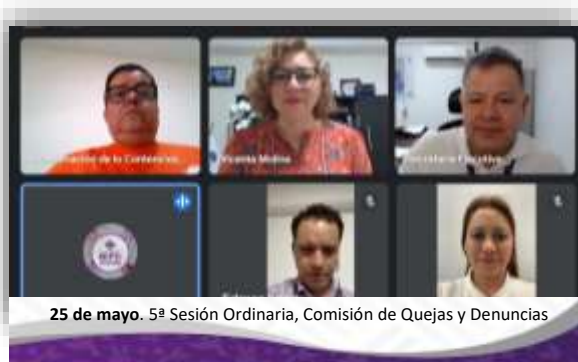 Vicenta Molina
25 de mayo. 5ª Sesión Ordinaria, Comisión de Quejas y Denuncias